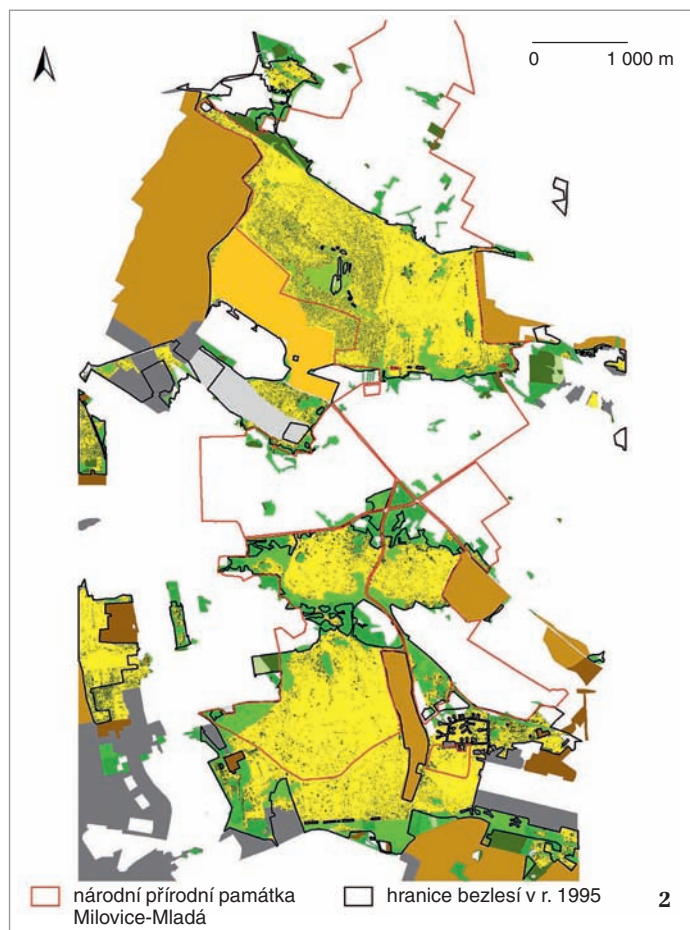 0 1 000 m
národní přírodní památka
Milovice-Mladá
hranice bezlesí v r. 1995
2